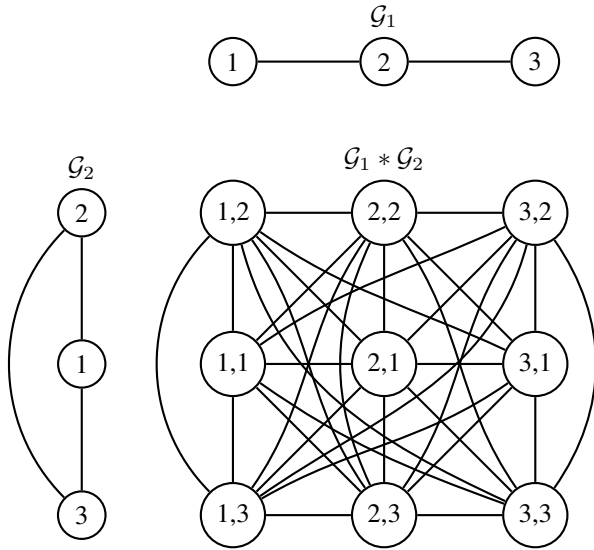 𝒢₁
1 2 3
𝒢₂
𝒢₁ ∗ 𝒢₂
2
1,2 2,2 3,2
1
1,1 2,1 3,1
3
1,3 2,3 3,3